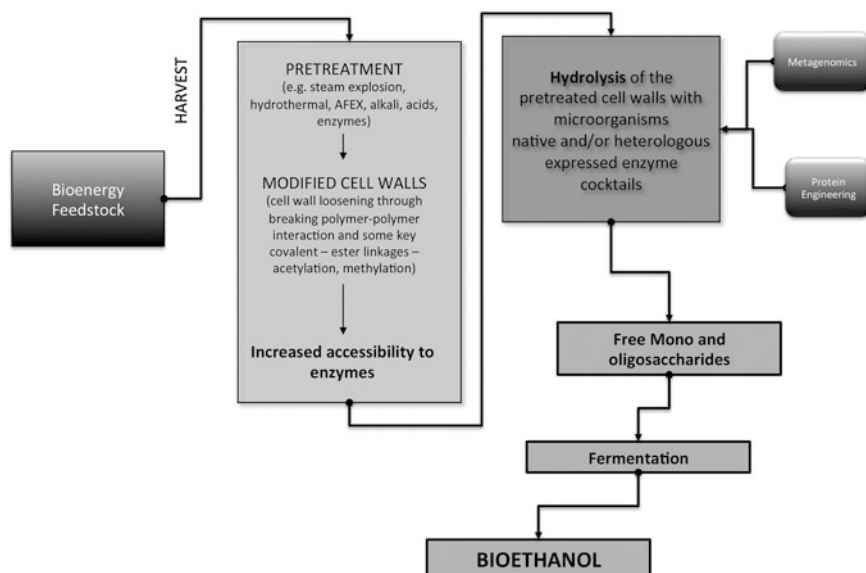 HARVEST
Bioenergy
Feedstock
PRETREATMENT
(e.g. steam explosion,
hydrothermal, AFEX, alkali, acids,
enzymes)
MODIFIED CELL WALLS
(cell wall loosening through
breaking polymer-polymer
interaction and some key
covalent – ester linkages –
acetylation, methylation)
Increased accessibility to
enzymes
Hydrolysis of the
pretreated cell walls with
microorganisms
native and/or heterologous
expressed enzyme
cocktails
Metagenomics
Protein
Engineering
Free Mono and
oligosaccharides
Fermentation
BIOETHANOL